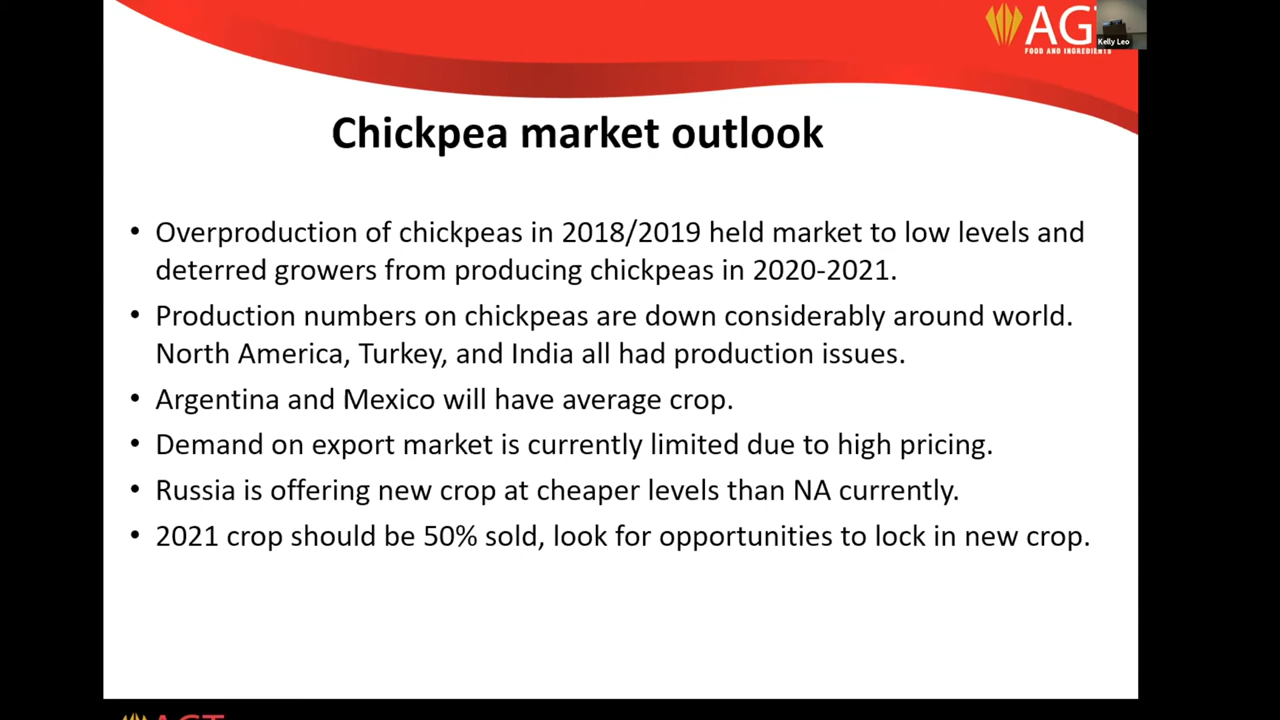 AG
FOOD AND INGREDIENTS
Kelly Leo
Chickpea market outlook
• Overproduction of chickpeas in 2018/2019 held market to low levels and
deterred growers from producing chickpeas in 2020-2021.
• Production numbers on chickpeas are down considerably around world.
North America, Turkey, and India all had production issues.
• Argentina and Mexico will have average crop.
• Demand on export market is currently limited due to high pricing.
• Russia is offering new crop at cheaper levels than NA currently.
• 2021 crop should be 50% sold, look for opportunities to lock in new crop.
AGT